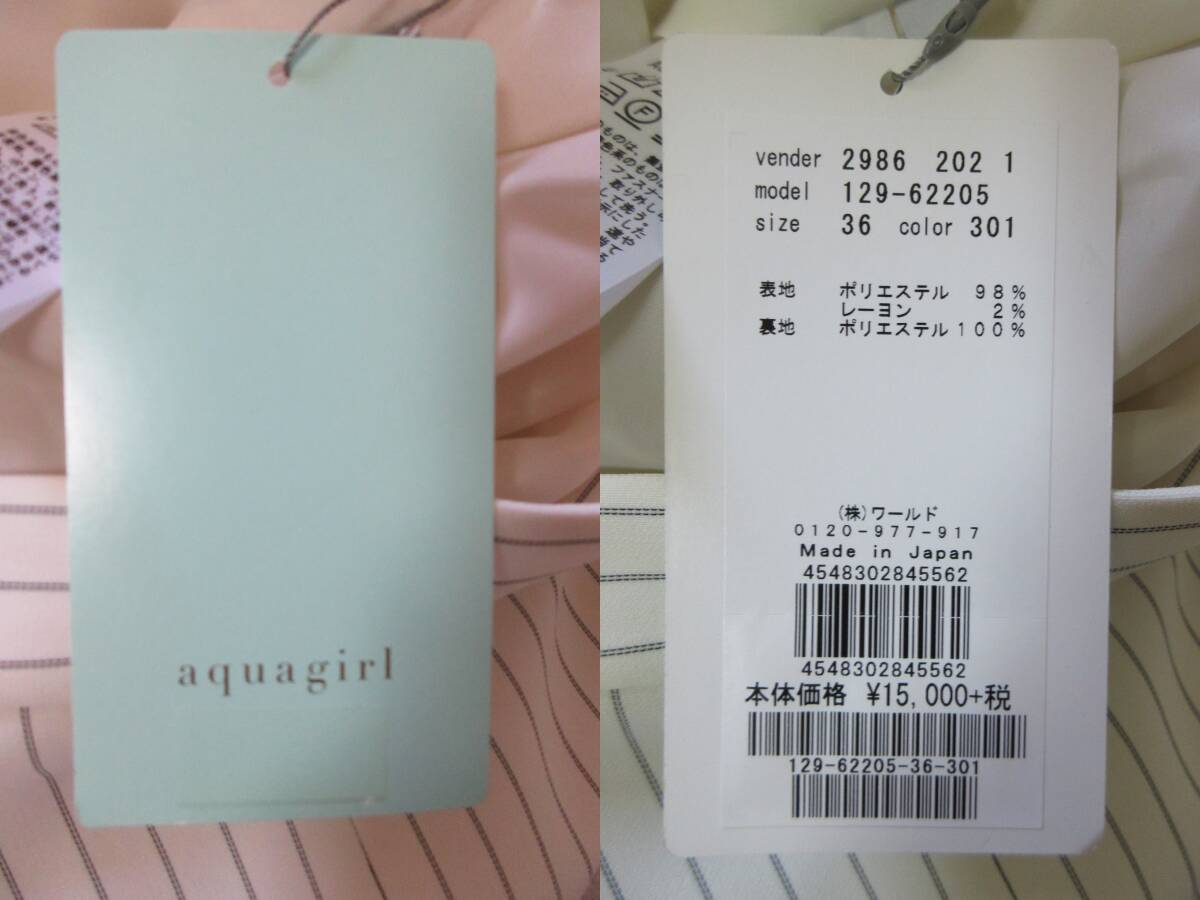 aquagirl
vender 2986 202 1
model 129-62205
size 36 color 301
表地 ポリエステル 98%
レーヨン 2%
裏地 ポリエステル100%
(株)ワールド
0120-977-917
Made in Japan
4548302845562
4548302845562
本体価格 ¥15,000+税
129-62205-36-301